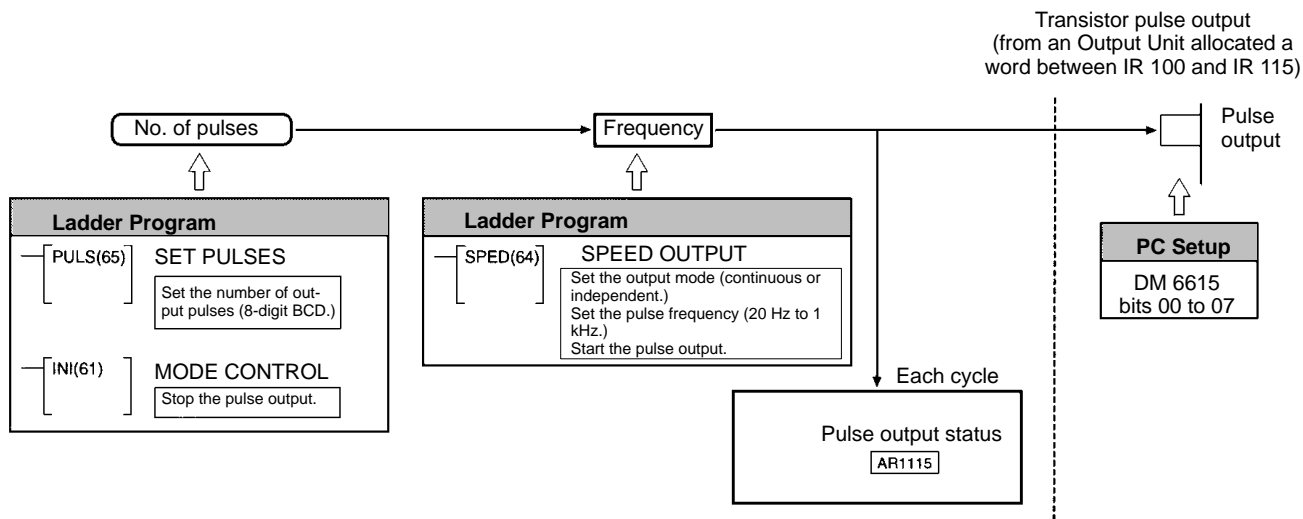 Transistor pulse output
(from an Output Unit allocated a
word between IR 100 and IR 115)
No. of pulses
Frequency
Pulse
output
Ladder Program
PULS(65)
SET PULSES
Set the number of out-
put pulses (8-digit BCD.)
INI(61)
MODE CONTROL
Stop the pulse output.
Ladder Program
SPED(64)
SPEED OUTPUT
Set the output mode (continuous or
independent.)
Set the pulse frequency (20 Hz to 1
kHz.)
Start the pulse output.
PC Setup
DM 6615
bits 00 to 07
Each cycle
Pulse output status
AR1115